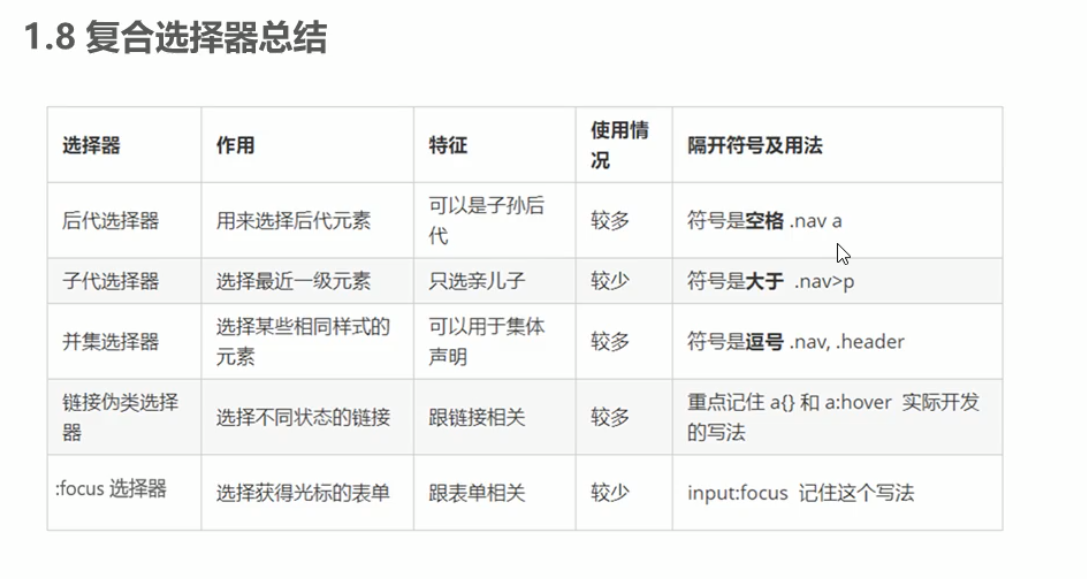 1.8 复合选择器总结
选择器 作用 特征 使用情况 隔开符号及用法
后代选择器 用来选择后代元素 可以是子孙后代 较多 符号是空格 .nav a
子代选择器 选择最近一级元素 只选亲儿子 较少 符号是大于 .nav>p
并集选择器 选择某些相同样式的元素 可以用于集体声明 较多 符号是逗号 .nav, .header
链接伪类选择器 选择不同状态的链接 跟链接相关 较多 重点记住 a{} 和 a:hover 实际开发的写法
:focus 选择器 选择获得光标的表单 跟表单相关 较少 input:focus 记住这个写法